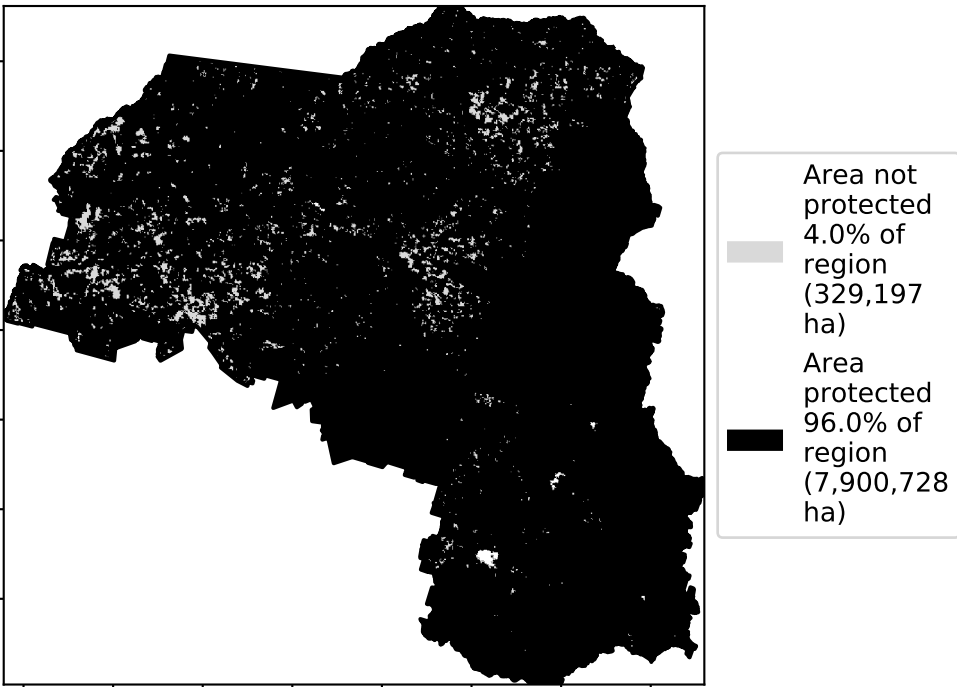 Area not
protected
4.0% of
region
(329,197
ha)
Area
protected
96.0% of
region
(7,900,728
ha)